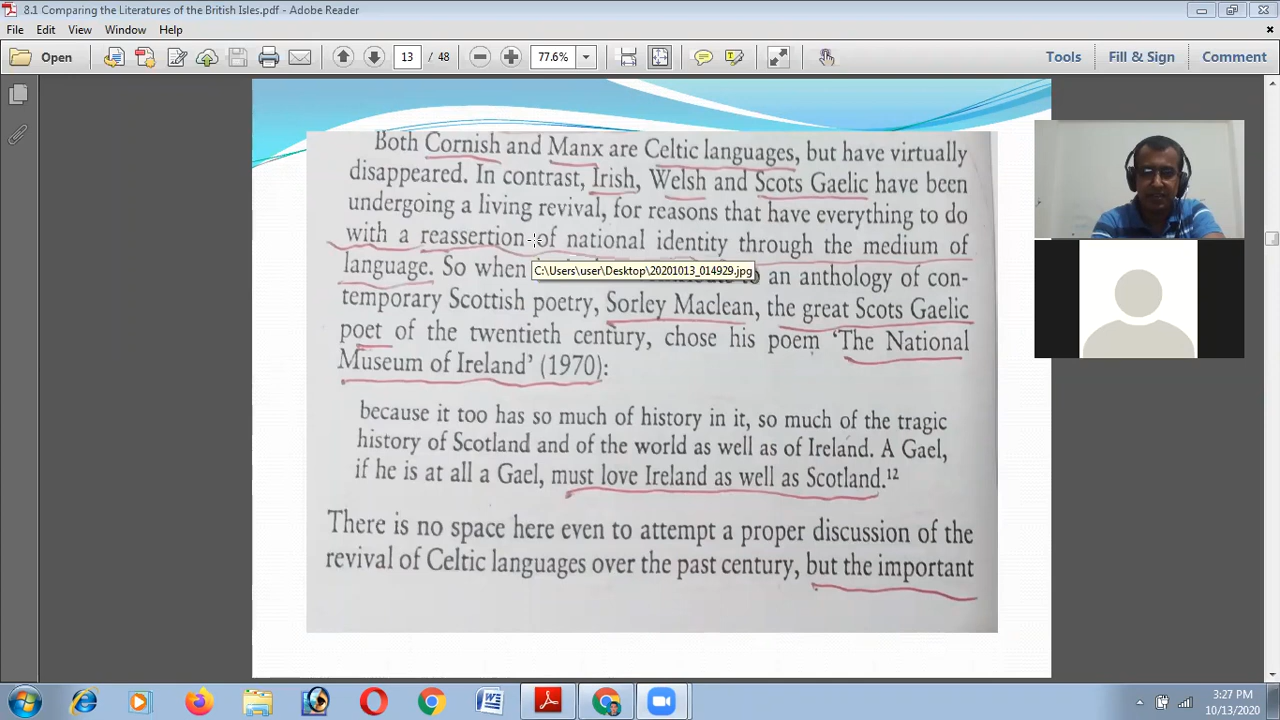 8.1 Comparing the Literatures of the British Isles.pdf - Adobe Reader
File Edit View Window Help
Open 13 / 48 77.6% Tools Fill & Sign Comment
Both Cornish and Manx are Celtic languages, but have virtually
disappeared. In contrast, Irish, Welsh and Scots Gaelic have been
undergoing a living revival, for reasons that have everything to do
with a reassertion of national identity through the medium of
language. So when an anthology of con-
C:\Users\user\Desktop\20201013_014929.jpg
temporary Scottish poetry, Sorley Maclean, the great Scots Gaelic
poet of the twentieth century, chose his poem 'The National
Museum of Ireland' (1970):
because it too has so much of history in it, so much of the tragic
history of Scotland and of the world as well as of Ireland. A Gael,
if he is at all a Gael, must love Ireland as well as Scotland.12
There is no space here even to attempt a proper discussion of the
revival of Celtic languages over the past century, but the important
3:27 PM
10/13/2020